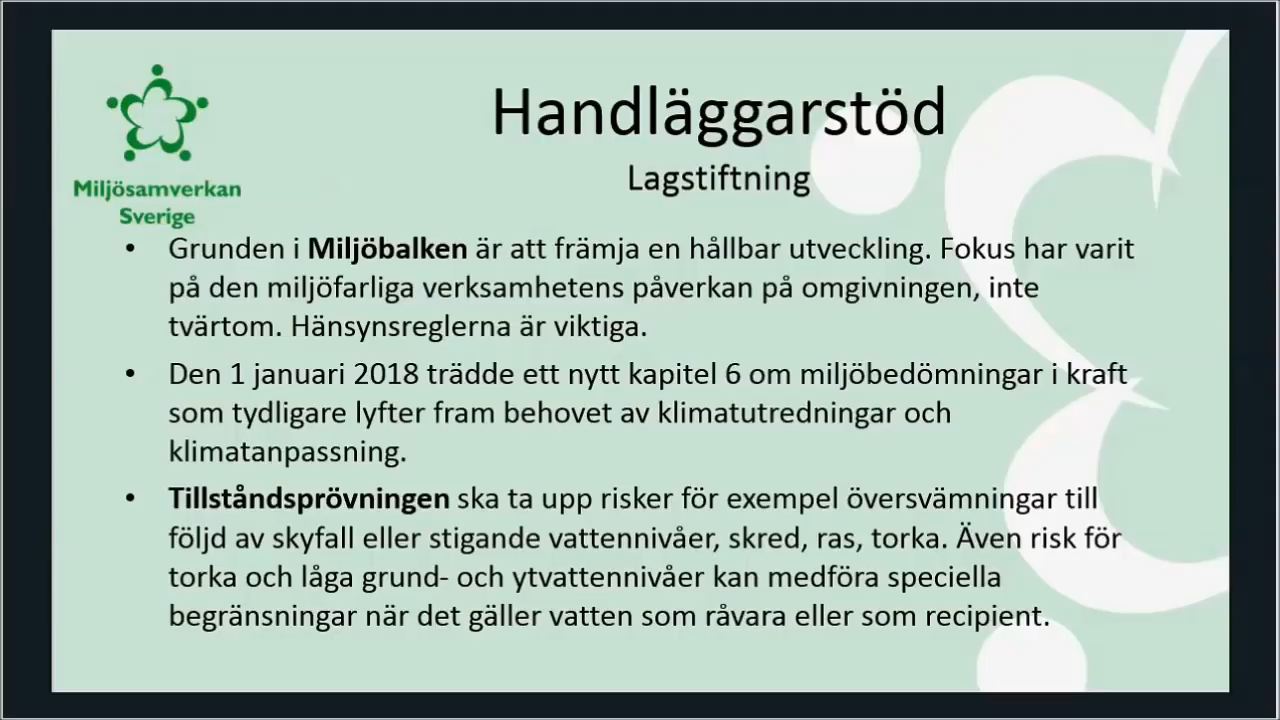 Handläggarstöd
Lagstiftning
Miljösamverkan
Sverige
• Grunden i Miljöbalken är att främja en hållbar utveckling. Fokus har varit
på den miljöfarliga verksamhetens påverkan på omgivningen, inte
tvärtom. Hänsynsreglerna är viktiga.
• Den 1 januari 2018 trädde ett nytt kapitel 6 om miljöbedömningar i kraft
som tydligare lyfter fram behovet av klimatutredningar och
klimatanpassning.
• Tillståndsprövningen ska ta upp risker för exempel översvämningar till
följd av skyfall eller stigande vattennivåer, skred, ras, torka. Även risk för
torka och låga grund- och ytvattennivåer kan medföra speciella
begränsningar när det gäller vatten som råvara eller som recipient.